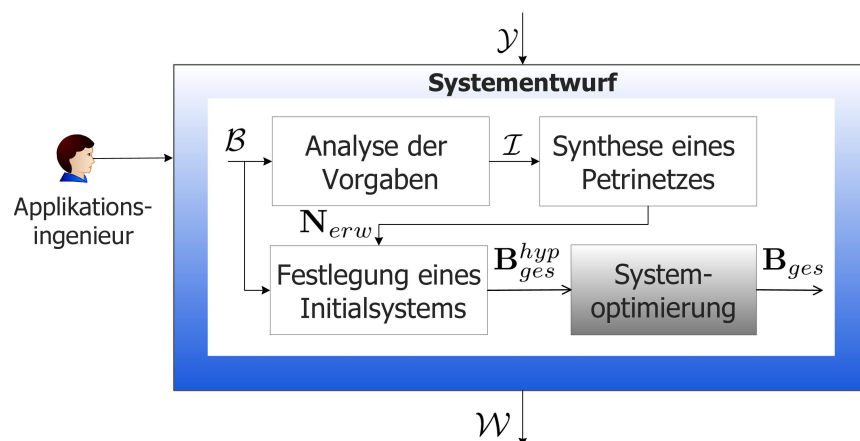 𝒴
Systementwurf
ℬ
Analyse der
Vorgaben
ℐ
Synthese eines
Petrinetzes
Applikations-
ingenieur
N_erw
Festlegung eines
Initialsystems
B_ges^hyp
System-
optimierung
B_ges
𝒲